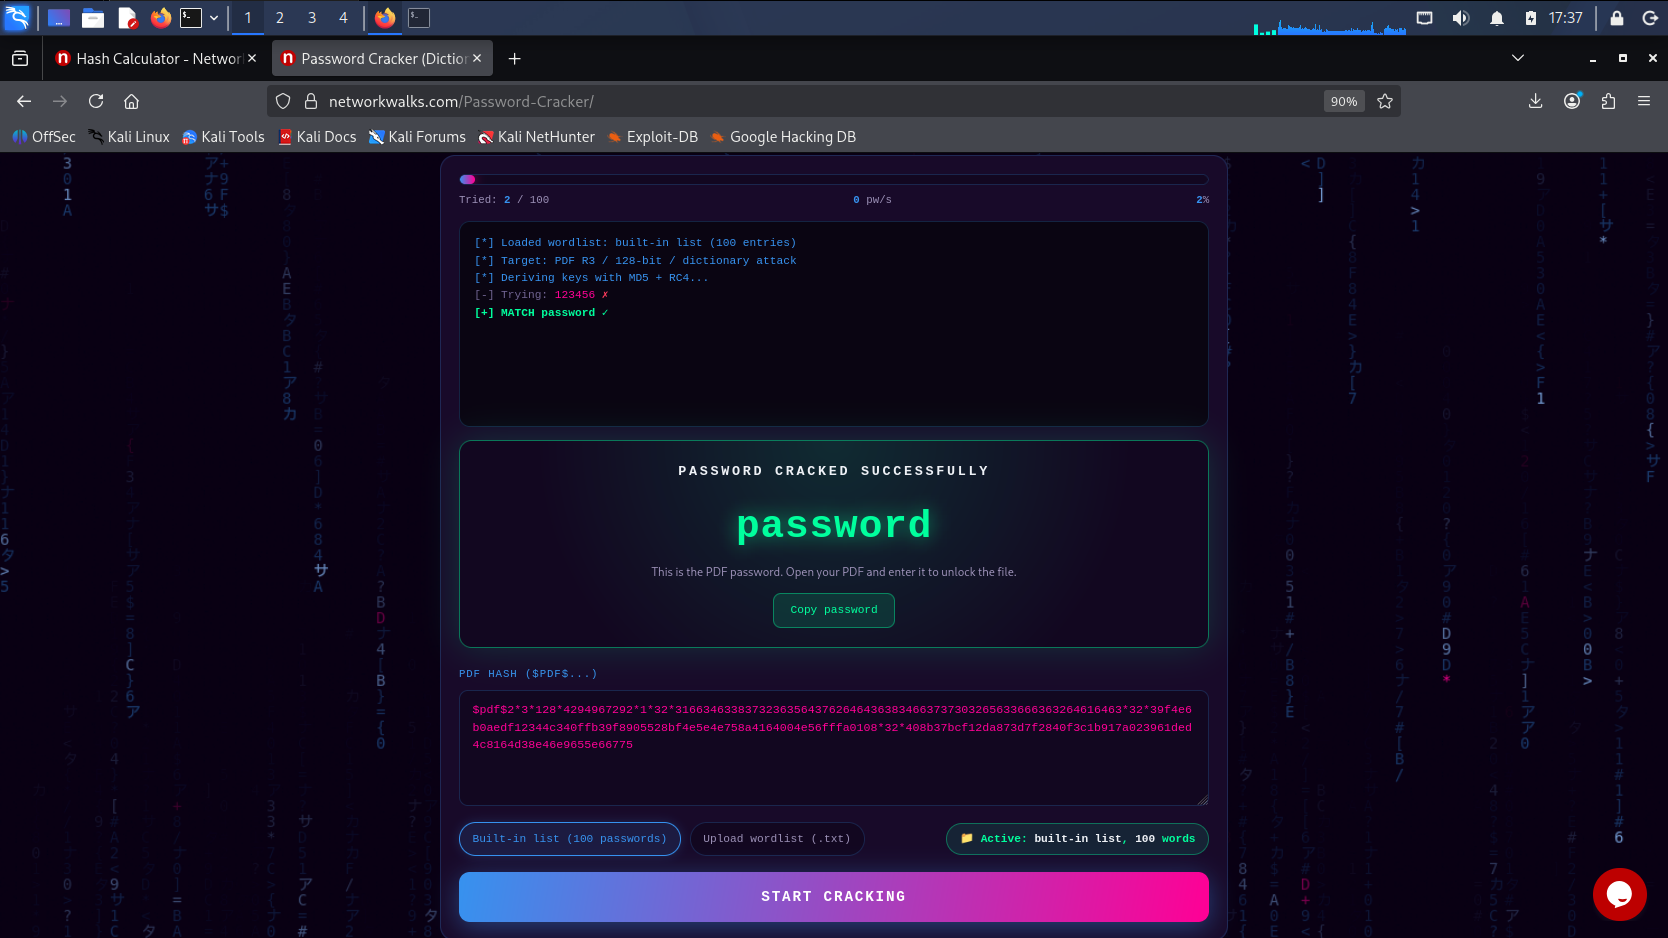 1 2 3 4
17:37
Hash Calculator - Networ
Password Cracker (Diction
networkwalks.com/Password-Cracker/
90%
OffSec
Kali Linux
Kali Tools
Kali Docs
Kali Forums
Kali NetHunter
Exploit-DB
Google Hacking DB
Tried: 2 / 100
0 pw/s
2%
[*] Loaded wordlist: built-in list (100 entries)
[*] Target: PDF R3 / 128-bit / dictionary attack
[*] Deriving keys with MD5 + RC4...
[-] Trying: 123456 ✗
[+] MATCH password ✓
PASSWORD CRACKED SUCCESSFULLY
password
This is the PDF password. Open your PDF and enter it to unlock the file.
Copy password
PDF HASH ($PDF$...)
$pdf$2*3*128*4294967292*1*32*31663463383732363564376264643638346637373032656336663632646164​63*32*39f4e6
b0aedf12344c340ffb39f8905528bf4e5e4e758a4164004e56fffa0108*32*408b37bcf12da873d7f2840f3c1b917a023961ded
4c8164d38e46e9655e66775
Built-in list (100 passwords)
Upload wordlist (.txt)
Active: built-in list, 100 words
START CRACKING